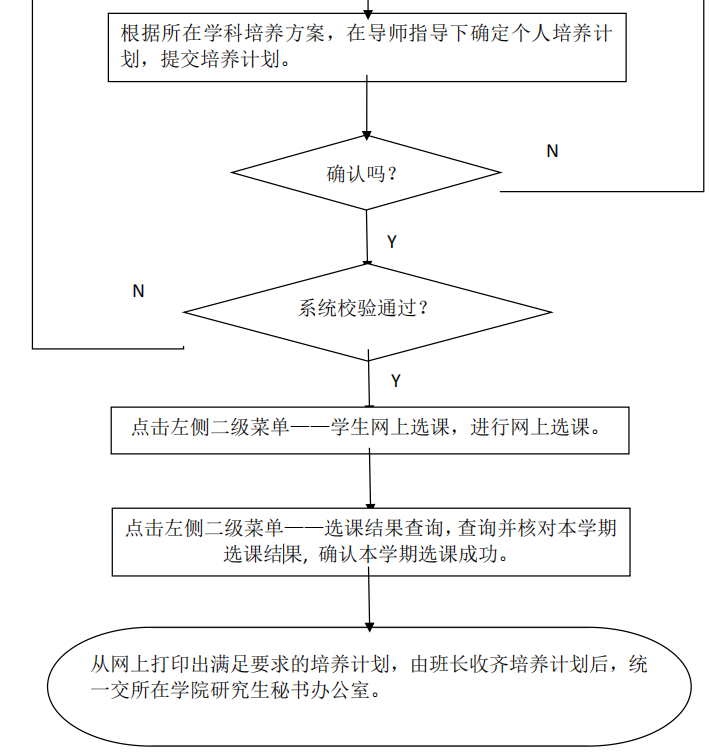 根据所在学科培养方案，在导师指导下确定个人培养计
划，提交培养计划。
确认吗？
N
Y
N
系统校验通过？
Y
点击左侧二级菜单——学生网上选课，进行网上选课。
点击左侧二级菜单——选课结果查询，查询并核对本学期
选课结果, 确认本学期选课成功。
从网上打印出满足要求的培养计划，由班长收齐培养计划后，统
一交所在学院研究生秘书办公室。